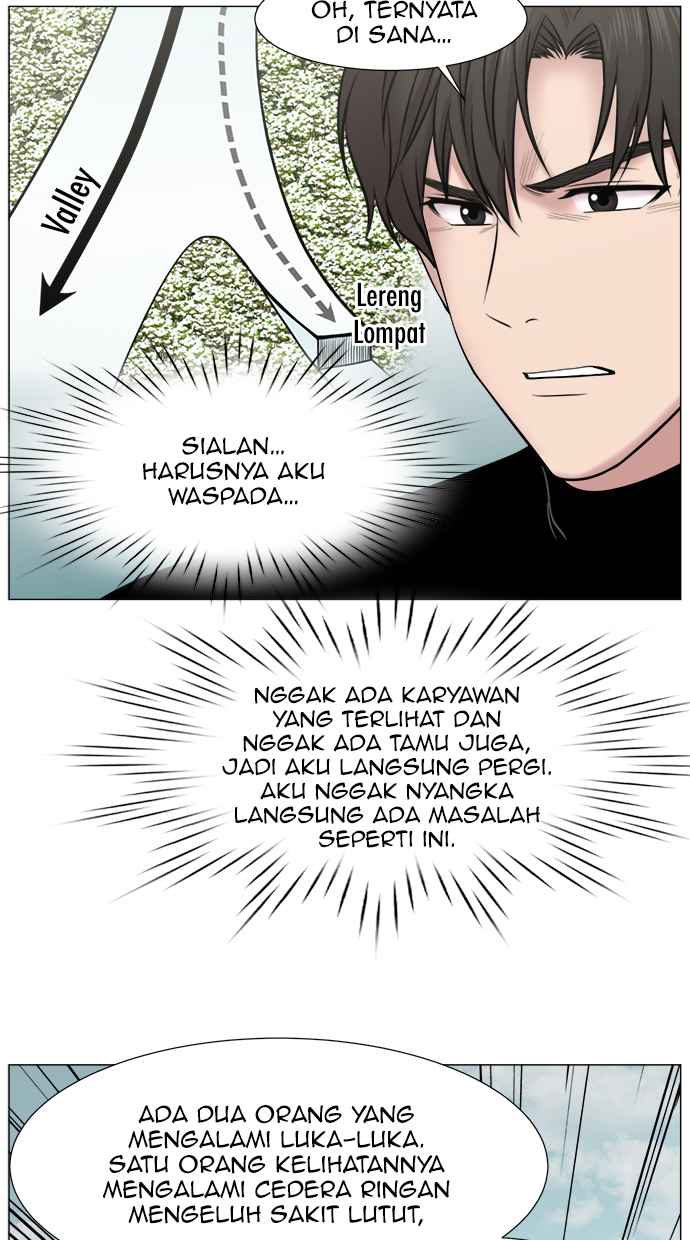 OH, TERNYATA
DI SANA...
Valley
Lereng
Lompat
SIALAN...
HARUSNYA AKU
WASPADA...
NGGAK ADA KARYAWAN
YANG TERLIHAT DAN
NGGAK ADA TAMU JUGA,
JADI AKU LANGSUNG PERGI.
AKU NGGAK NYANGKA
LANGSUNG ADA MASALAH
SEPERTI INI.
ADA DUA ORANG YANG
MENGALAMI LUKA-LUKA.
SATU ORANG KELIHATANNYA
MENGALAMI CEDERA RINGAN
MENGELUH SAKIT LUTUT,